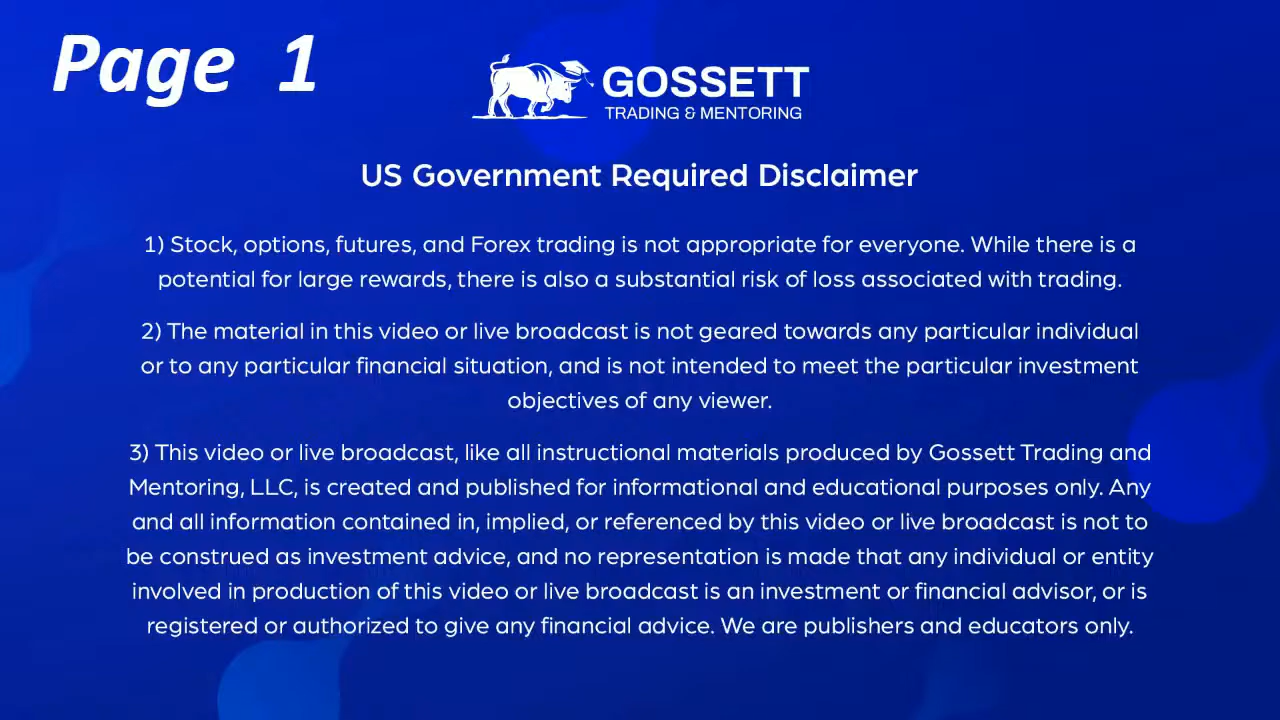 Page 1
GOSSETT
TRADING & MENTORING
US Government Required Disclaimer
1) Stock, options, futures, and Forex trading is not appropriate for everyone. While there is a
potential for large rewards, there is also a substantial risk of loss associated with trading.
2) The material in this video or live broadcast is not geared towards any particular individual
or to any particular financial situation, and is not intended to meet the particular investment
objectives of any viewer.
3) This video or live broadcast, like all instructional materials produced by Gossett Trading and
Mentoring, LLC, is created and published for informational and educational purposes only. Any
and all information contained in, implied, or referenced by this video or live broadcast is not to
be construed as investment advice, and no representation is made that any individual or entity
involved in production of this video or live broadcast is an investment or financial advisor, or is
registered or authorized to give any financial advice. We are publishers and educators only.